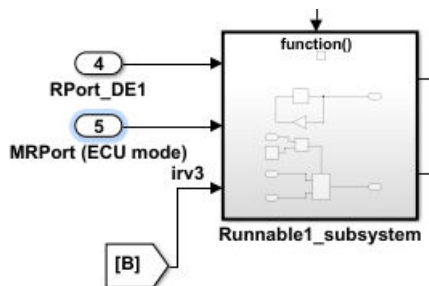 function()
4
RPort_DE1
5
MRPort (ECU mode)
irv3
[B]
Runnable1_subsystem